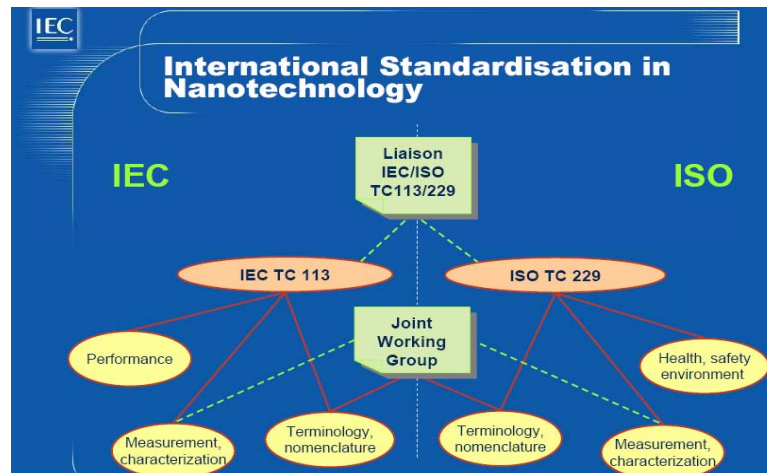 IEC
International Standardisation in
Nanotechnology
IEC
Liaison
IEC/ISO
TC113/229
ISO
IEC TC 113
ISO TC 229
Performance
Joint
Working
Group
Health, safety
environment
Measurement,
characterization
Terminology,
nomenclature
Terminology,
nomenclature
Measurement,
characterization